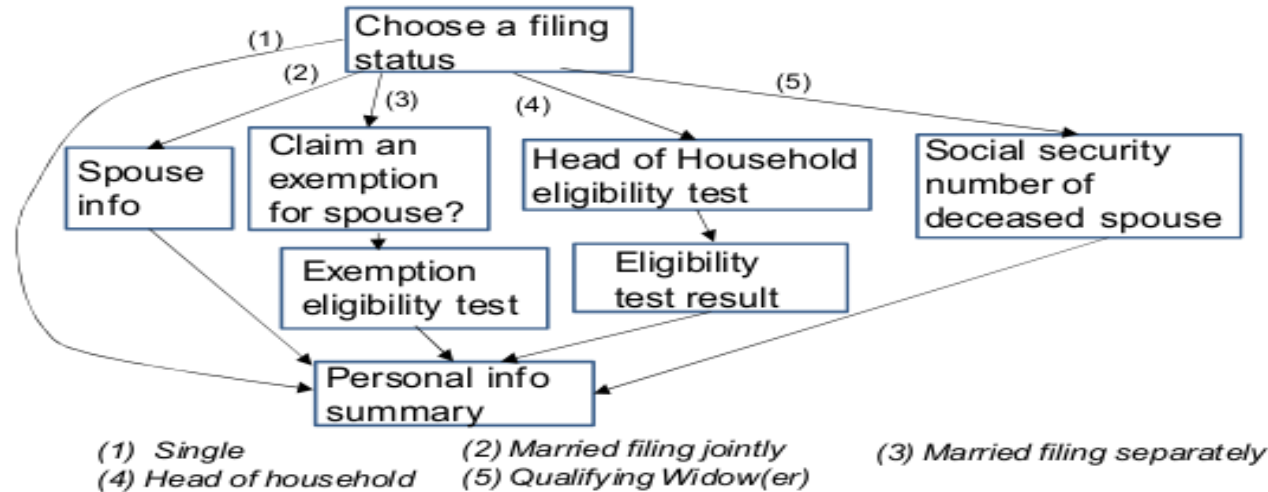 Choose a filing
status
(1)
(2)
(3)
(4)
(5)
Spouse
info
Claim an
exemption
for spouse?
Head of Household
eligibility test
Social security
number of
deceased spouse
Exemption
eligibility test
Eligibility
test result
Personal info
summary
(1) Single
(2) Married filing jointly
(3) Married filing separately
(4) Head of household
(5) Qualifying Widow(er)